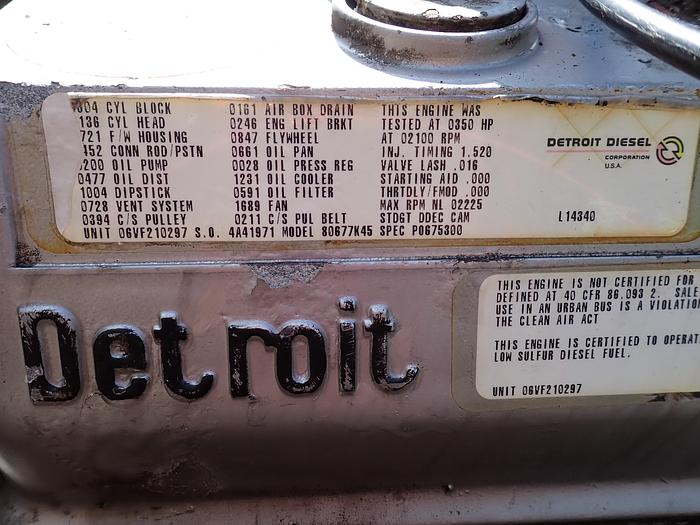 1004 CYL BLOCK 0161 AIR BOX DRAIN THIS ENGINE WAS
136 CYL HEAD 0246 ENG LIFT BRKT TESTED AT 0350 HP
721 F/W HOUSING 0847 FLYWHEEL AT 02100 RPM
452 CONN ROD/PSTN 0661 OIL PAN INJ. TIMING 1.520
0200 OIL PUMP 0028 OIL PRESS REG VALVE LASH .016
0477 OIL DIST 1231 OIL COOLER STARTING AID .000
1004 DIPSTICK 0591 OIL FILTER THRTDLY/FMOD .000
0728 VENT SYSTEM 1689 FAN MAX RPM NL 02225
0394 C/S PULLEY 0211 C/S PUL BELT STDGT DDEC CAM
UNIT 06VF210297 S.O. 4A41971 MODEL 80677K45 SPEC P0675300
DETROIT DIESEL
CORPORATION
U.S.A.
L14340
Detroit
THIS ENGINE IS NOT CERTIFIED FOR
DEFINED AT 40 CFR 86.093 2. SALE
USE IN AN URBAN BUS IS A VIOLATIO
THE CLEAN AIR ACT
THIS ENGINE IS CERTIFIED TO OPERAT
LOW SULFUR DIESEL FUEL.
UNIT 06VF210297